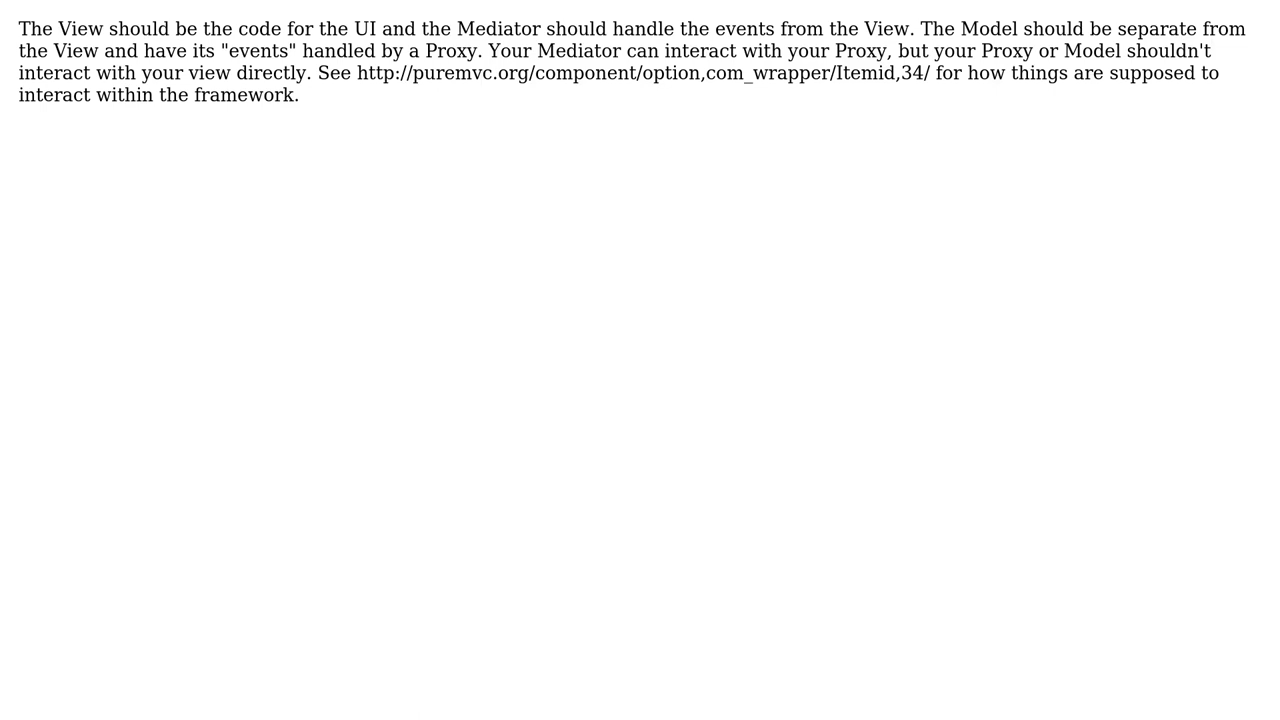 The View should be the code for the UI and the Mediator should handle the events from the View. The Model should be separate from
the View and have its "events" handled by a Proxy. Your Mediator can interact with your Proxy, but your Proxy or Model shouldn't
interact with your view directly. See http://puremvc.org/component/option,com_wrapper/Itemid,34/ for how things are supposed to
interact within the framework.